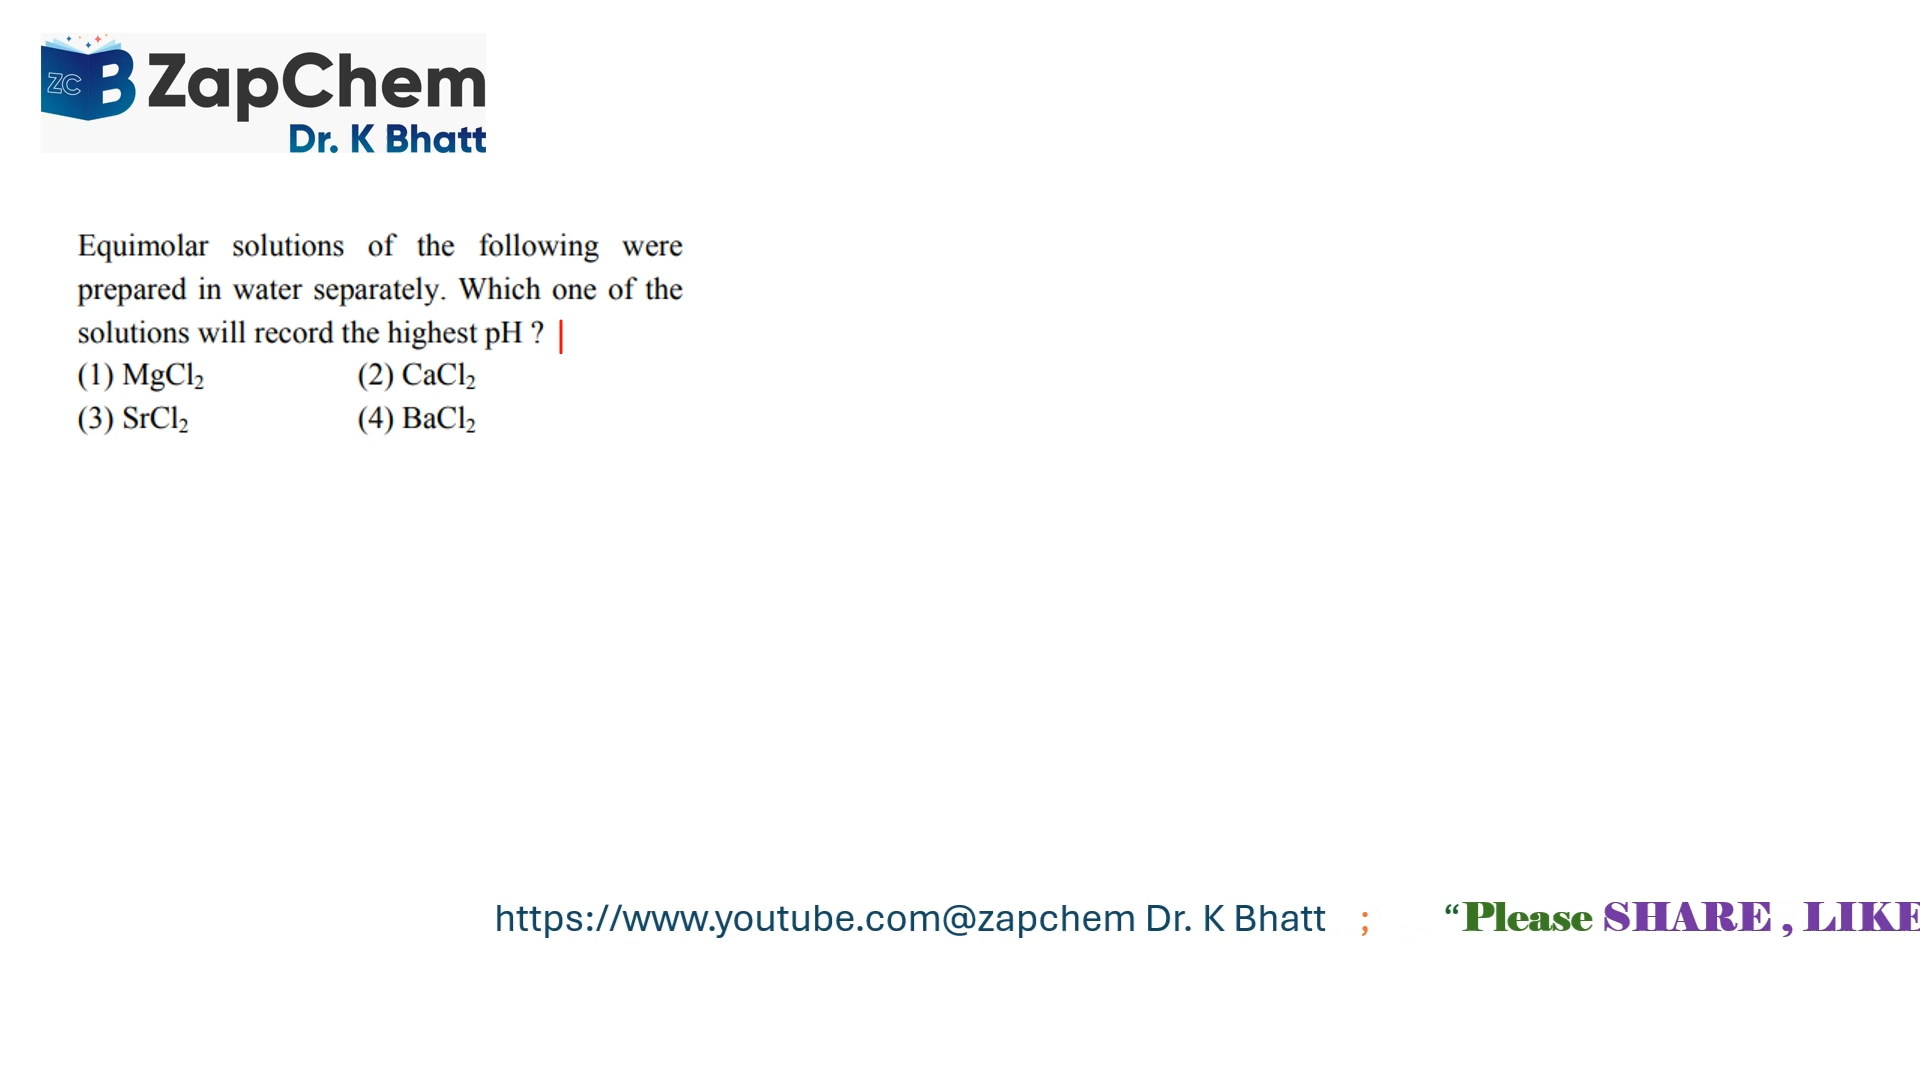 ZC B ZapChem
Dr. K Bhatt
Equimolar solutions of the following were
prepared in water separately. Which one of the
solutions will record the highest pH ?
(1) MgCl₂ (2) CaCl₂
(3) SrCl₂ (4) BaCl₂
https://www.youtube.com@zapchem Dr. K Bhatt ; “Please SHARE , LIKE